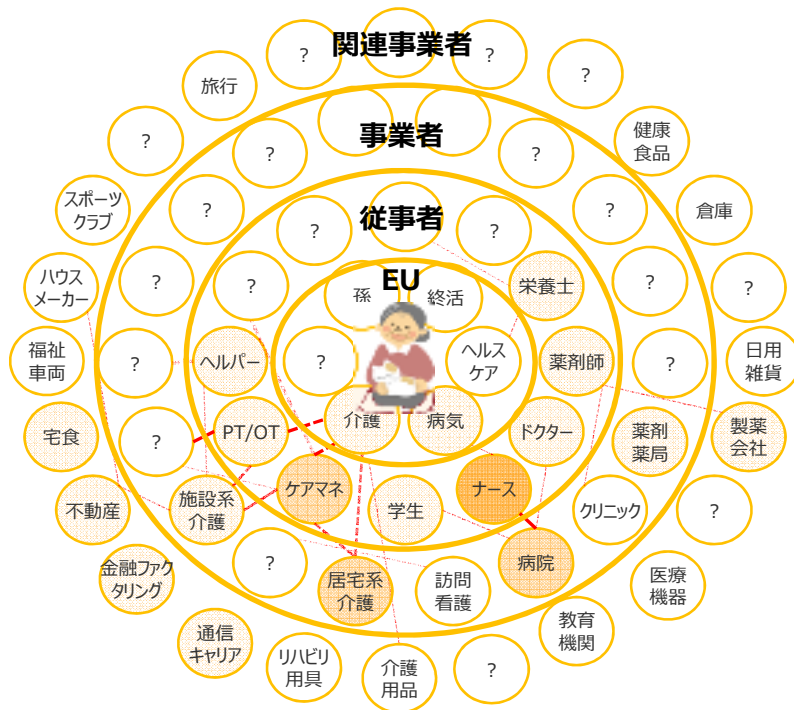 関連事業者
?
?
?
旅行
事業者
健康
食品
?
?
?
スポーツ
クラブ
従事者
?
?
倉庫
?
?
EU
ハウス
メーカー
?
?
孫
終活
栄養士
?
?
福祉
車両
?
ヘルパー
?
ヘルス
ケア
薬剤師
?
日用
雑貨
宅食
?
PT/OT
介護
病気
ドクター
薬剤
薬局
製薬
会社
不動産
施設系
介護
ケアマネ
学生
ナース
クリニック
?
金融ファク
タリング
?
居宅系
介護
訪問
看護
病院
医療
機器
通信
キャリア
リハビリ
用具
介護
用品
?
教育
機関